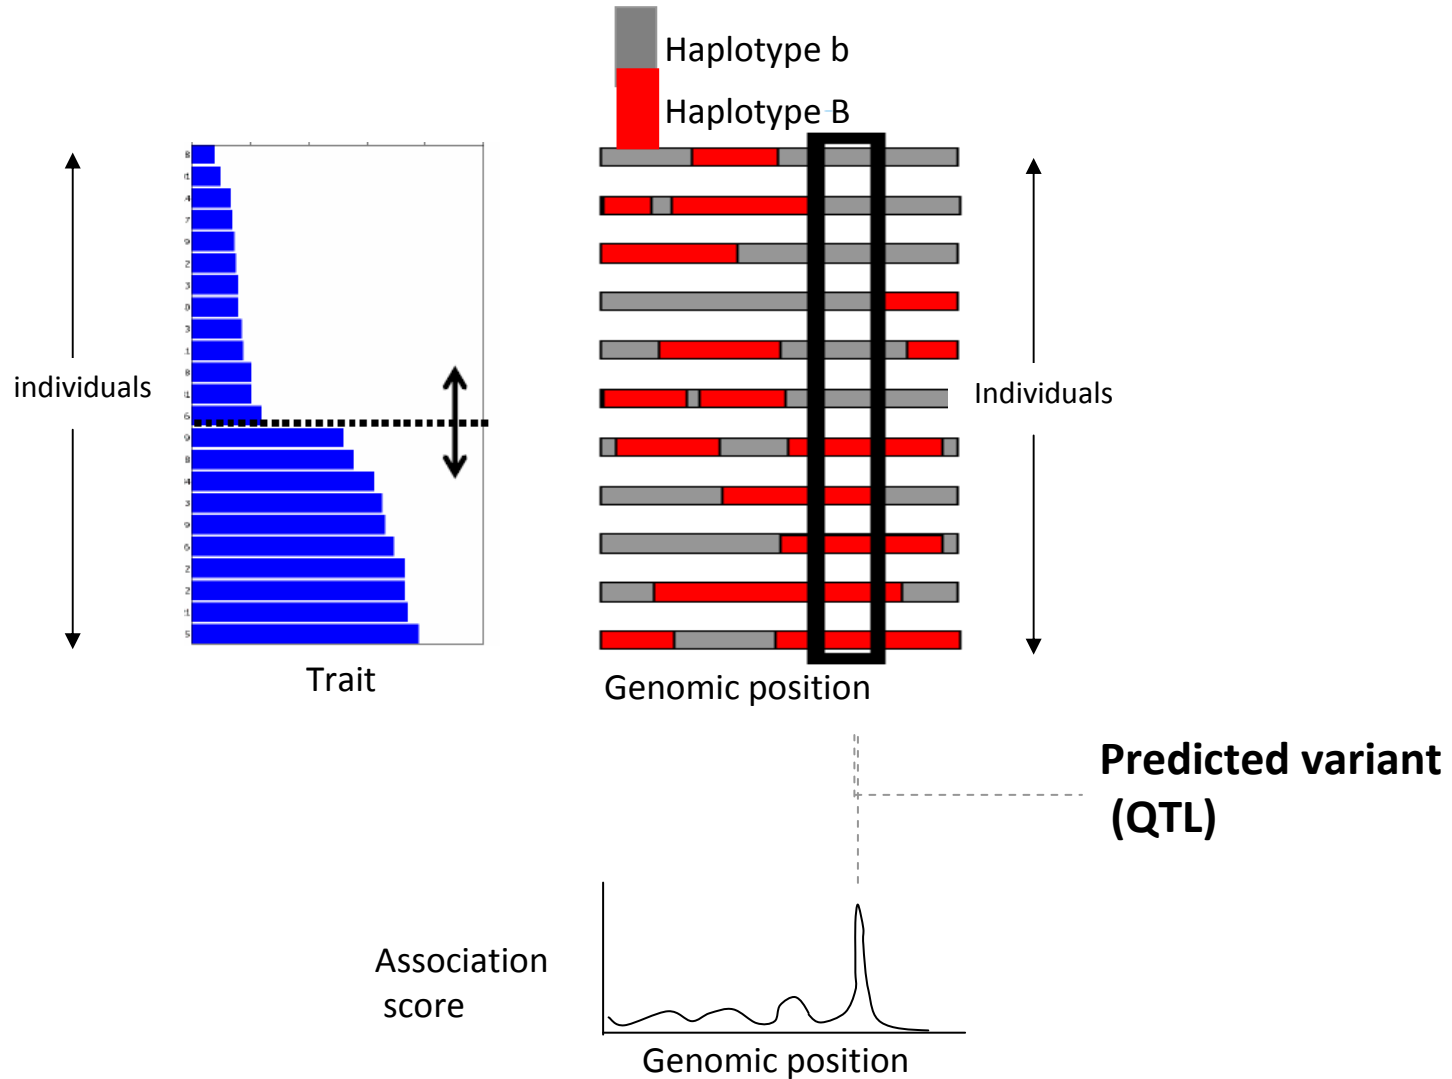 Haplotype b
Haplotype B
individuals
Individuals
Trait
Genomic position
Predicted variant
(QTL)
Association
score
Genomic position